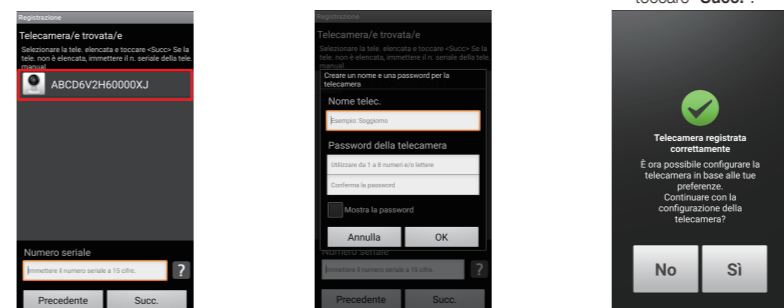 toccare "Succ.".
Registrazione
Telecamera/e trovata/e
Selezionare la tele. elencata e toccare <Succ> Se la
tele. non è elencata, immettere il n. seriale della tele.
manual.
ABCD6V2H60000XJ
Numero seriale
Immettere il numero seriale a 15 cifre.
?
Precedente
Succ.
Registrazione
Telecamera/e trovata/e
Selezionare la tele. elencata e toccare <Succ> Se la
tele. non è elencata, immettere il n. seriale della tele.
manual.
Creare un nome e una password per la
telecamera
Nome telec.
Esempio: Soggiorno
Password della telecamera
Utilizzare da 1 a 8 numeri e/o lettere
Conferma la password
Mostra la password
Annulla
OK
Numero seriale
Immettere il numero seriale a 15 cifre.
?
Precedente
Succ.
Telecamera registrata
correttamente
È ora possibile configurare la
telecamera in base alle tue
preferenze.
Continuare con la
configurazione della
telecamera?
No
Sì